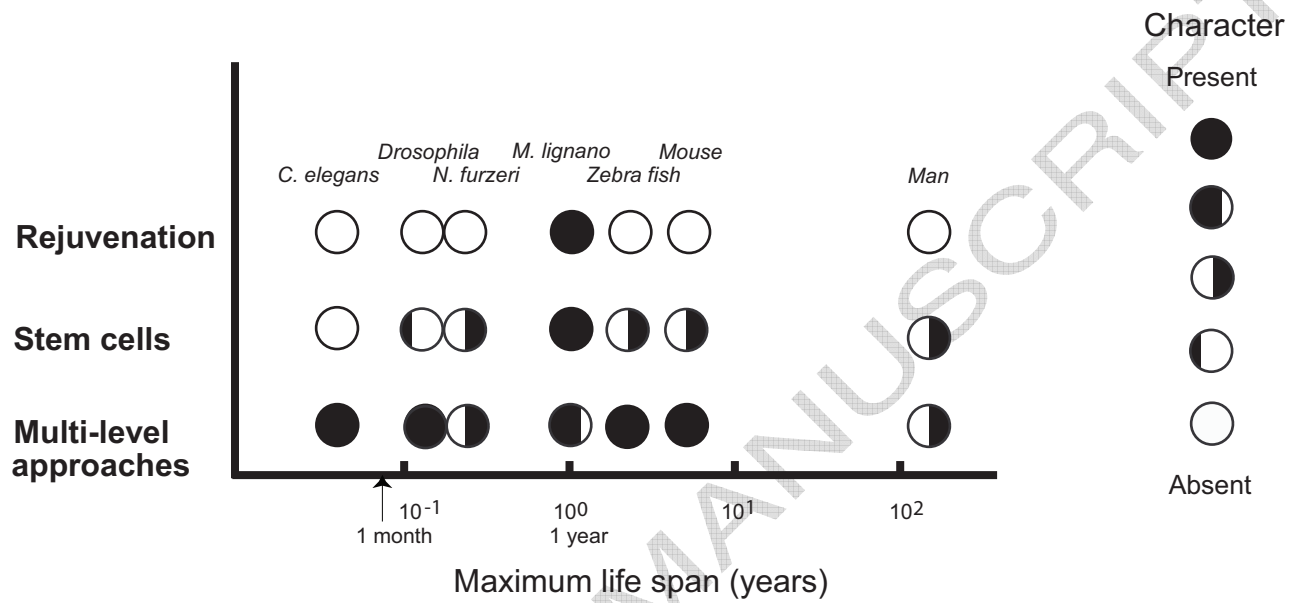 Character
Present
Drosophila M. lignano Mouse
C. elegans N. furzeri Zebra fish Man
Rejuvenation
Stem cells
Multi-level
approaches
Absent
10-1 100 101 102
1 month 1 year
Maximum life span (years)
MANUSCRIPT